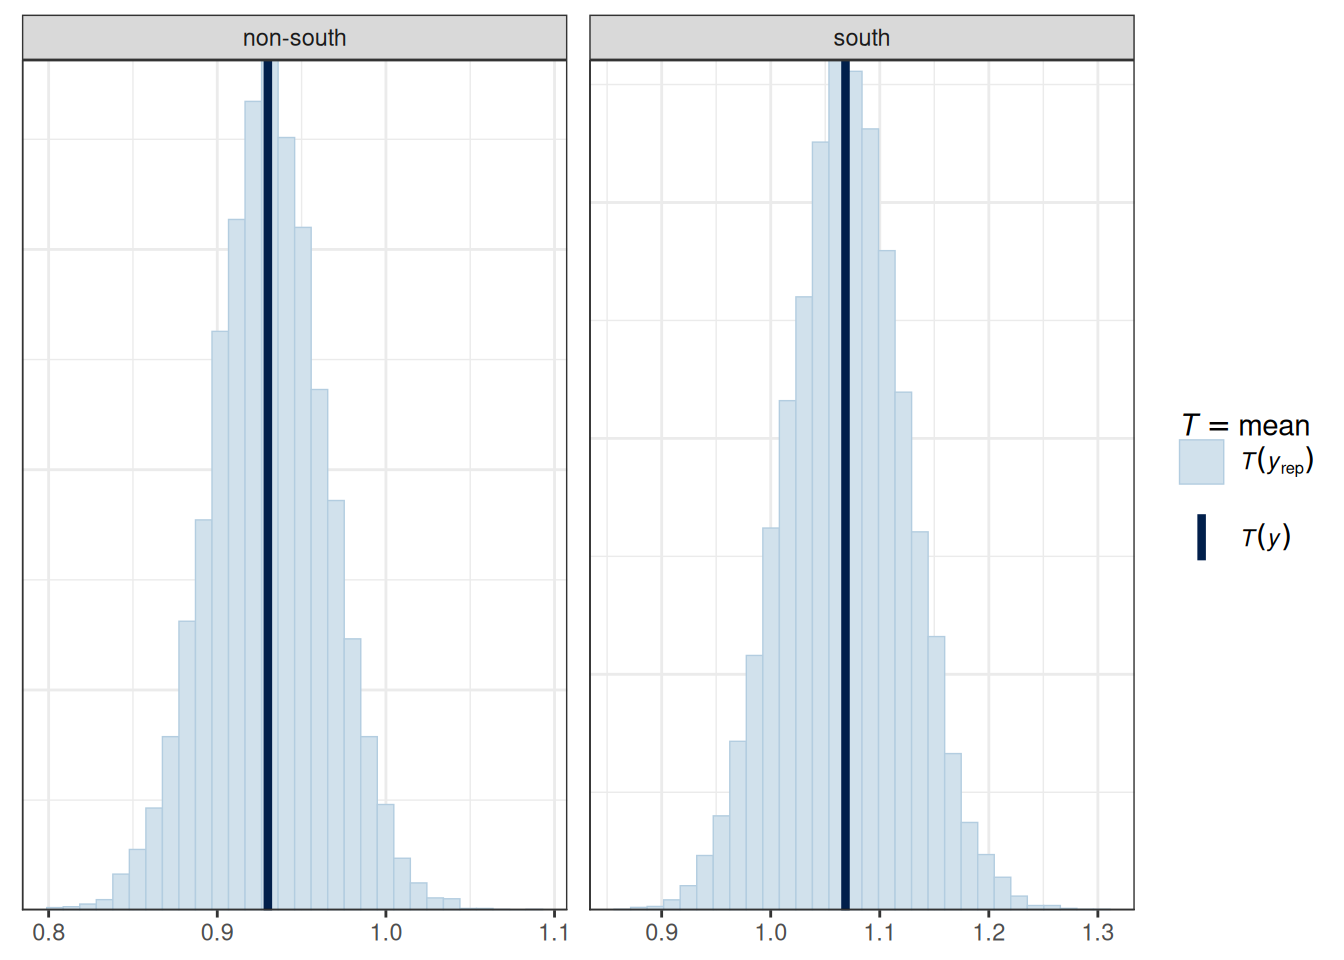 non-south
south
0.8 0.9 1.0 1.1
0.9 1.0 1.1 1.2 1.3
T = mean
T(yrep)
T(y)